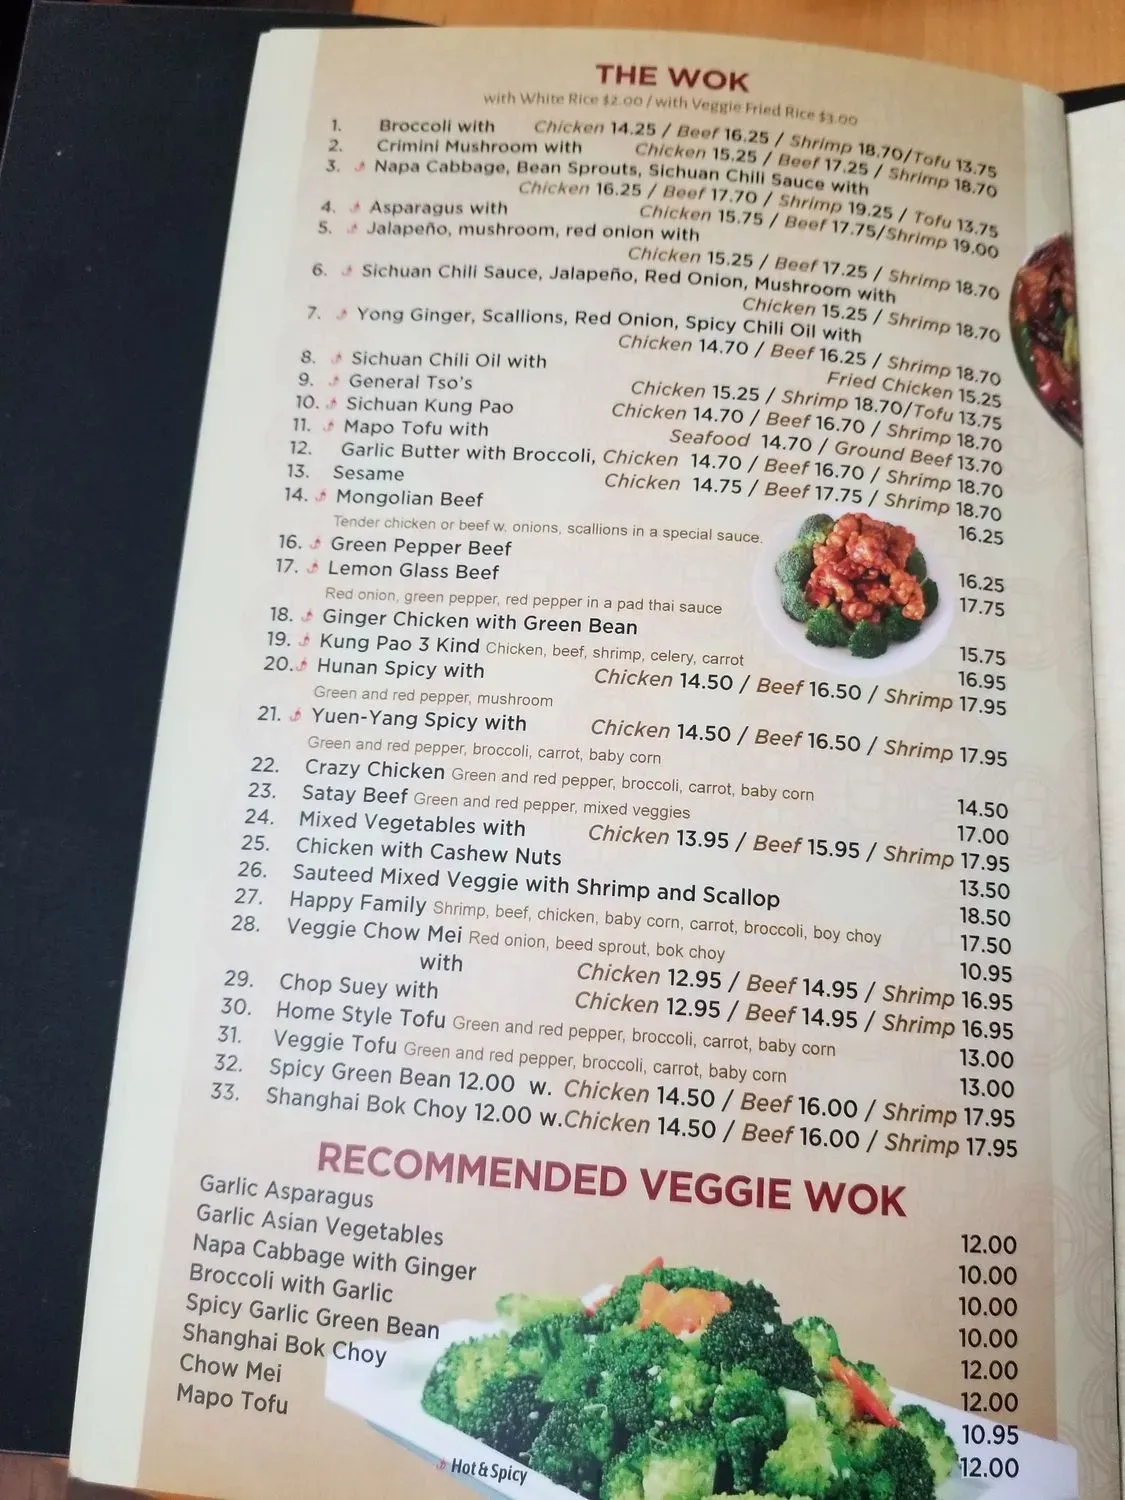 THE WOK
with White Rice $2.00 / with Veggie Fried Rice $3.00
1. Broccoli with Chicken 14.25 / Beef 16.25 / Shrimp 18.70/Tofu 13.75
2. Crimini Mushroom with Chicken 15.25 / Beef 17.25 / Shrimp 18.70
3. Napa Cabbage, Bean Sprouts, Sichuan Chili Sauce with
Chicken 16.25 / Beef 17.70 / Shrimp 19.25 / Tofu 13.75
4. Asparagus with Chicken 15.75 / Beef 17.75/Shrimp 19.00
5. Jalapeño, mushroom, red onion with
Chicken 15.25 / Beef 17.25 / Shrimp 18.70
6. Sichuan Chili Sauce, Jalapeño, Red Onion, Mushroom with
Chicken 15.25 / Shrimp 18.70
7. Yong Ginger, Scallions, Red Onion, Spicy Chili Oil with
Chicken 14.70 / Beef 16.25 / Shrimp 18.70
8. Sichuan Chili Oil with Fried Chicken 15.25
9. General Tso's Chicken 15.25 / Shrimp 18.70/Tofu 13.75
10. Sichuan Kung Pao Chicken 14.70 / Beef 16.70 / Shrimp 18.70
11. Mapo Tofu with Seafood 14.70 / Ground Beef 13.70
12. Garlic Butter with Broccoli, Chicken 14.70 / Beef 16.70 / Shrimp 18.70
13. Sesame Chicken 14.75 / Beef 17.75 / Shrimp 18.70
14. Mongolian Beef 16.25
Tender chicken or beef w. onions, scallions in a special sauce.
16. Green Pepper Beef 16.25
17. Lemon Glass Beef 17.75
Red onion, green pepper, red pepper in a pad thai sauce
18. Ginger Chicken with Green Bean 15.75
19. Kung Pao 3 Kind Chicken, beef, shrimp, celery, carrot 16.95
20. Hunan Spicy with Chicken 14.50 / Beef 16.50 / Shrimp 17.95
Green and red pepper, mushroom
21. Yuen-Yang Spicy with Chicken 14.50 / Beef 16.50 / Shrimp 17.95
Green and red pepper, broccoli, carrot, baby corn
22. Crazy Chicken Green and red pepper, broccoli, carrot, baby corn 14.50
23. Satay Beef Green and red pepper, mixed veggies 17.00
24. Mixed Vegetables with Chicken 13.95 / Beef 15.95 / Shrimp 17.95
25. Chicken with Cashew Nuts 13.50
26. Sauteed Mixed Veggie with Shrimp and Scallop 18.50
27. Happy Family Shrimp, beef, chicken, baby corn, carrot, broccoli, boy choy 17.50
28. Veggie Chow Mei Red onion, beed sprout, bok choy 10.95
with Chicken 12.95 / Beef 14.95 / Shrimp 16.95
29. Chop Suey with Chicken 12.95 / Beef 14.95 / Shrimp 16.95
30. Home Style Tofu Green and red pepper, broccoli, carrot, baby corn 13.00
31. Veggie Tofu Green and red pepper, broccoli, carrot, baby corn 13.00
32. Spicy Green Bean 12.00 w. Chicken 14.50 / Beef 16.00 / Shrimp 17.95
33. Shanghai Bok Choy 12.00 w.Chicken 14.50 / Beef 16.00 / Shrimp 17.95
RECOMMENDED VEGGIE WOK
Garlic Asparagus 12.00
Garlic Asian Vegetables 10.00
Napa Cabbage with Ginger 10.00
Broccoli with Garlic 10.00
Spicy Garlic Green Bean 12.00
Shanghai Bok Choy 12.00
Chow Mei 10.95
Mapo Tofu 12.00
Hot & Spicy